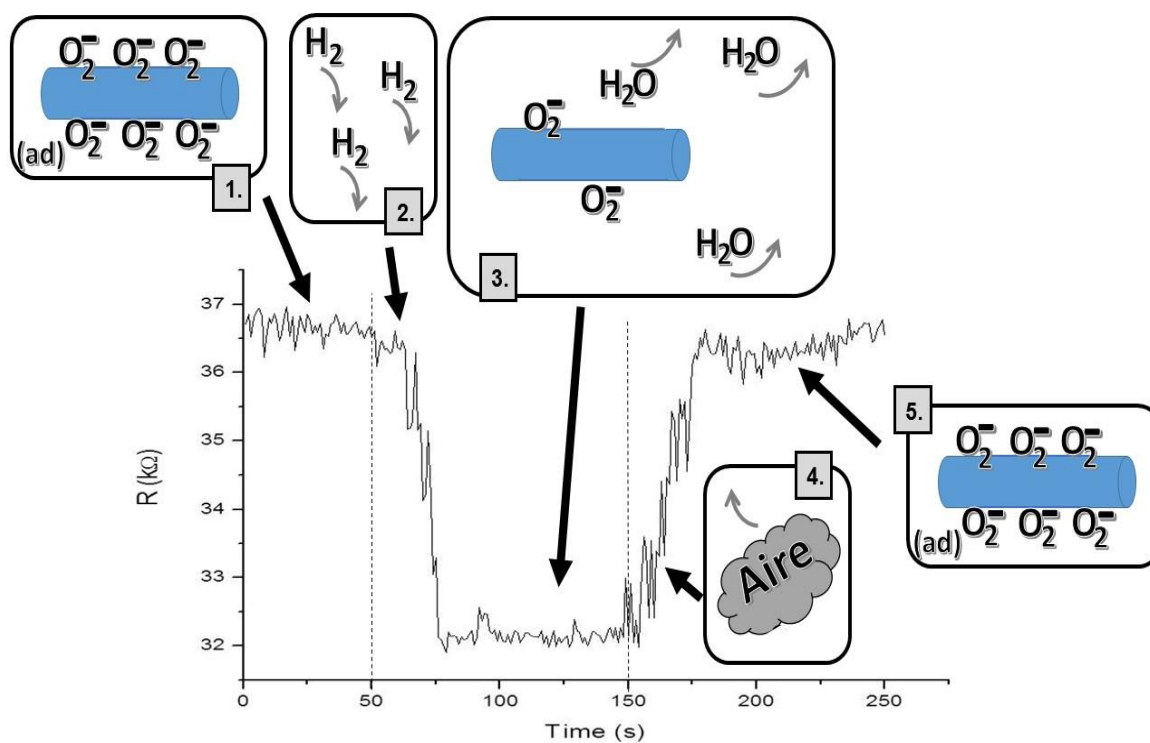 O₂⁻ O₂⁻ O₂⁻
O₂⁻ O₂⁻ O₂⁻
(ad)
1.
H₂
H₂
H₂
2.
H₂O
H₂O
O₂⁻
O₂⁻
H₂O
3.
37
36
35
34
33
32
R (kΩ)
0 50 100 150 200 250
Time (s)
4.
Aire
5.
O₂⁻ O₂⁻ O₂⁻
O₂⁻ O₂⁻ O₂⁻
(ad)